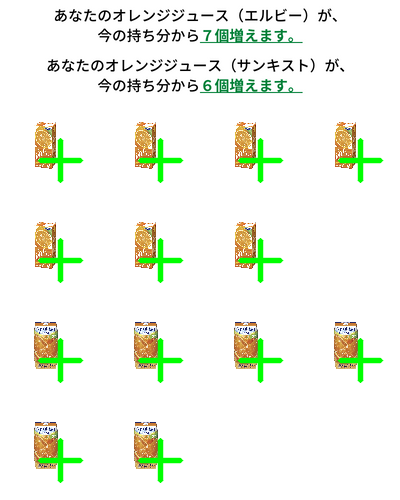 あなたのオレンジジュース（エルビー）が、
今の持ち分から７個増えます。
あなたのオレンジジュース（サンキスト）が、
今の持ち分から６個増えます。